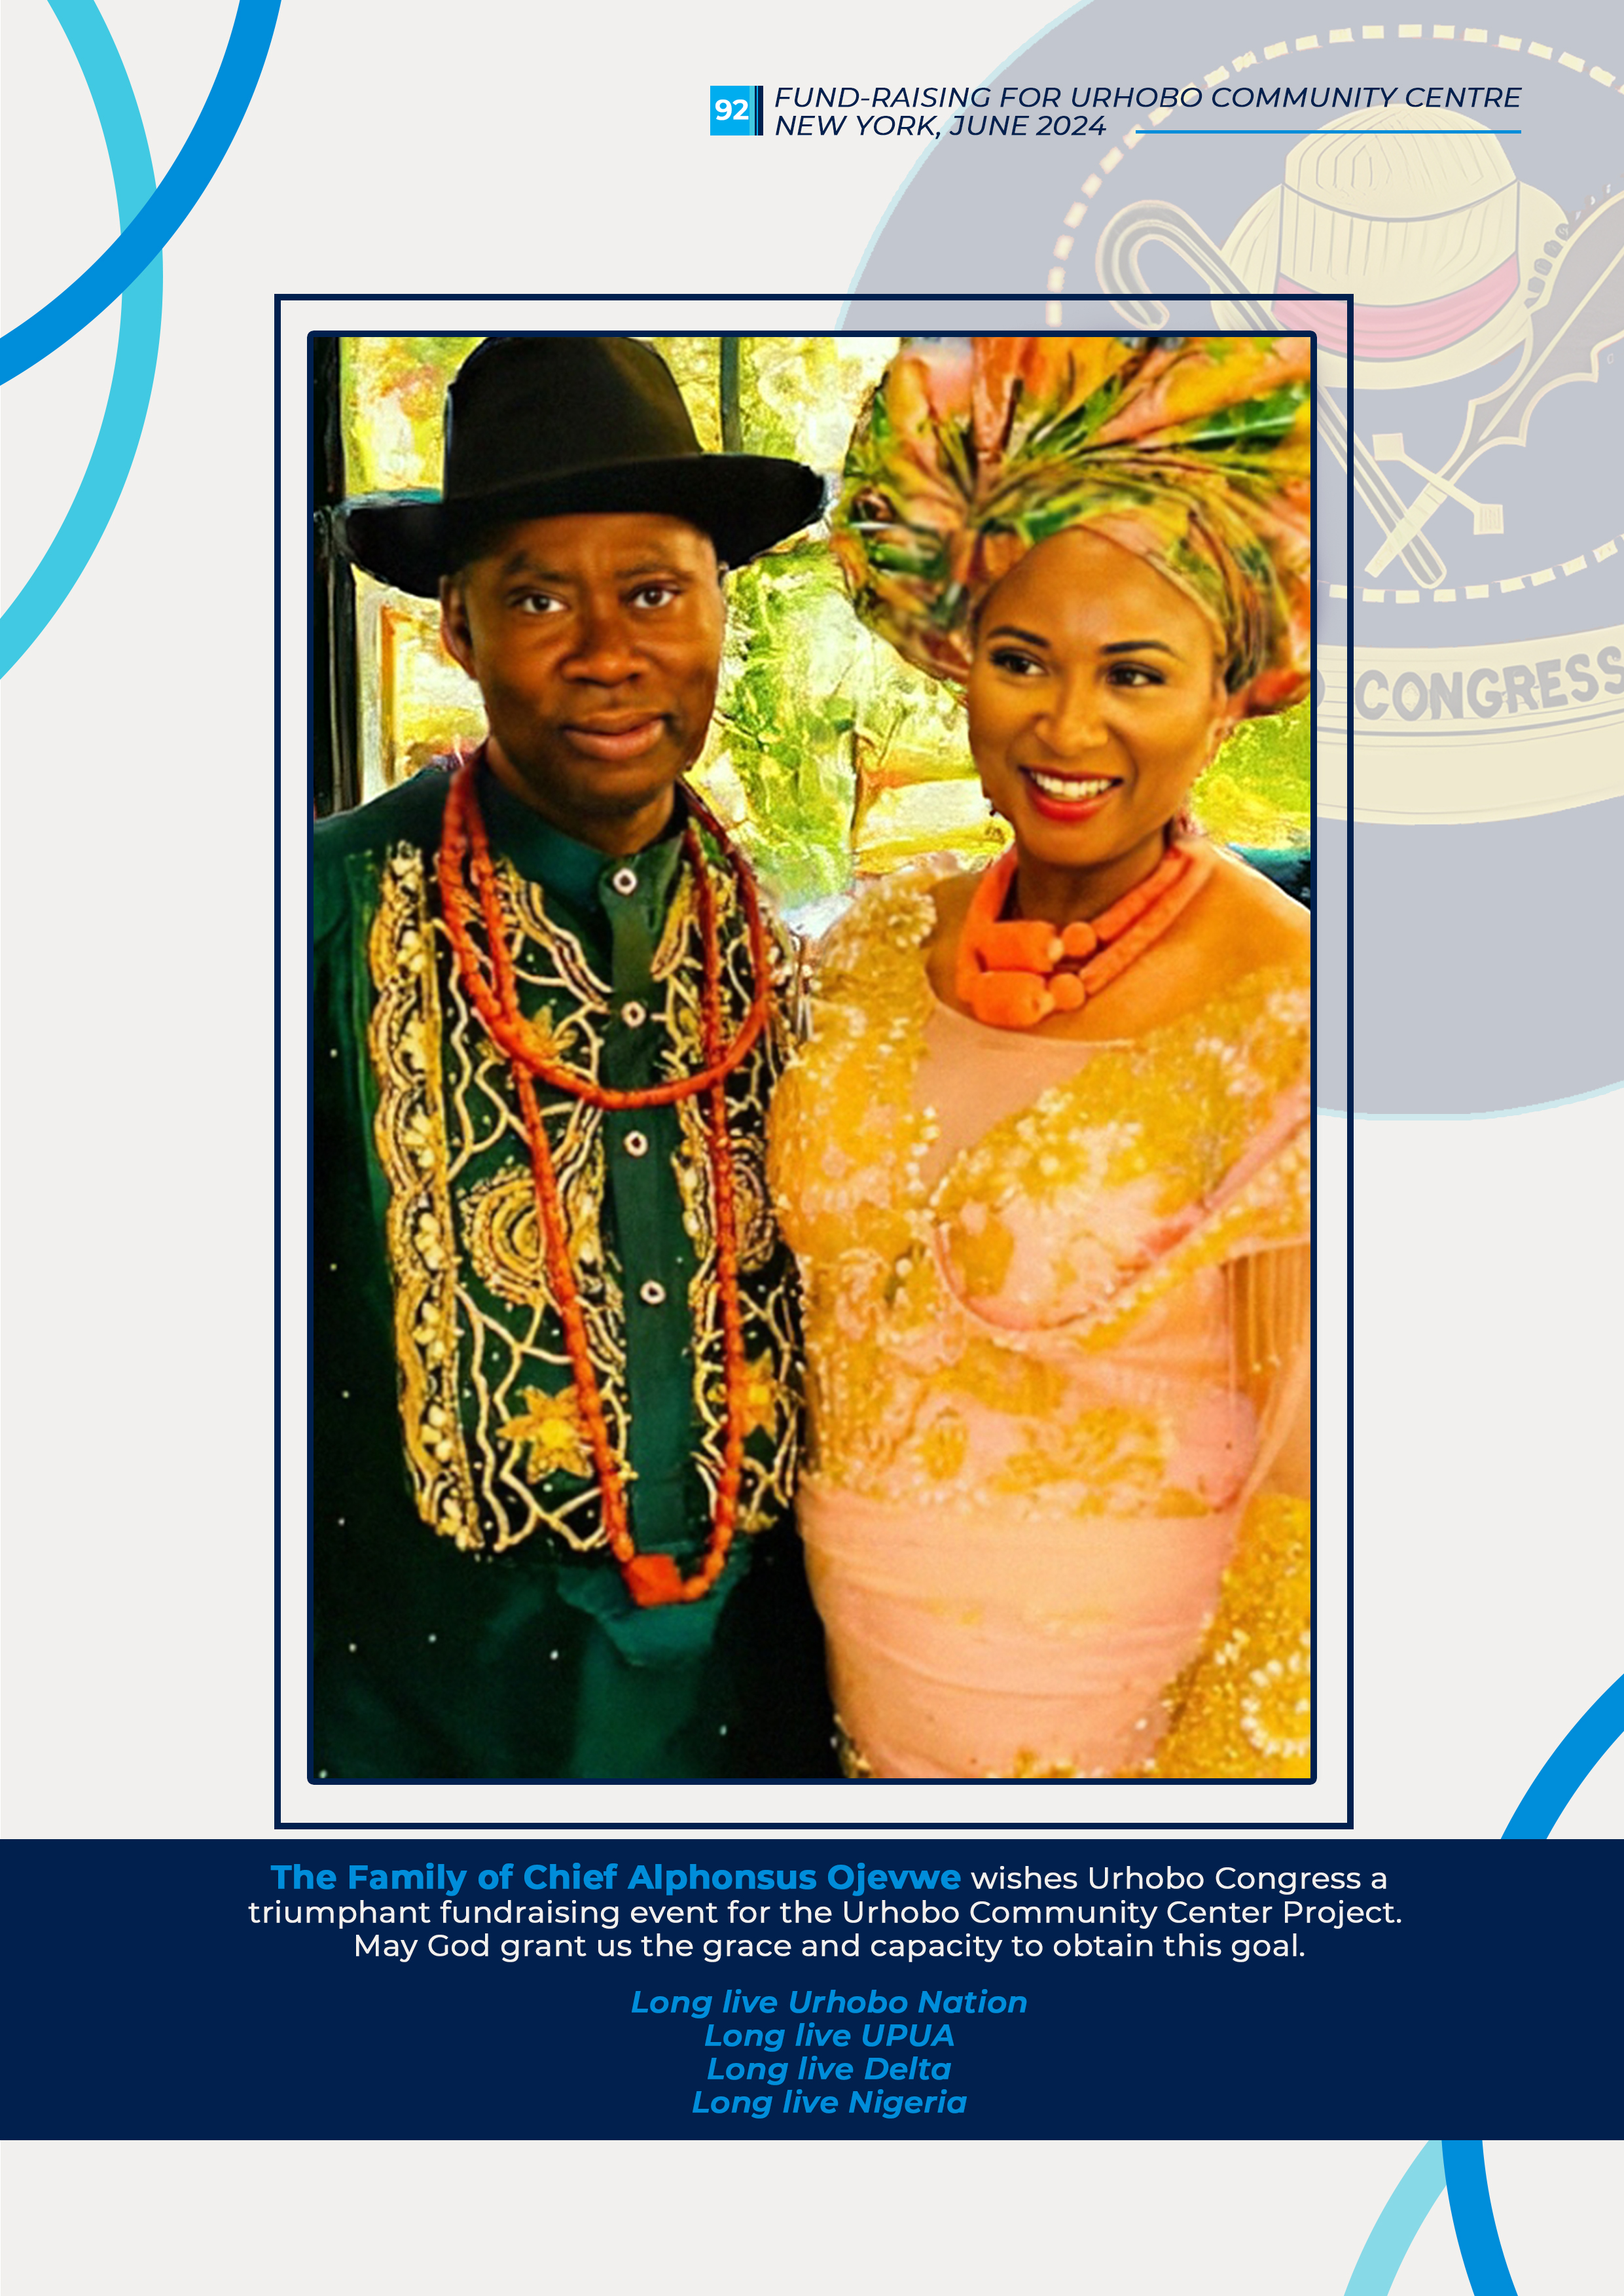 92
FUND-RAISING FOR URHOBO COMMUNITY CENTRE
NEW YORK, JUNE 2024
CONGRESS
The Family of Chief Alphonsus Ojevwe wishes Urhobo Congress a
triumphant fundraising event for the Urhobo Community Center Project.
May God grant us the grace and capacity to obtain this goal.
Long live Urhobo Nation
Long live UPUA
Long live Delta
Long live Nigeria